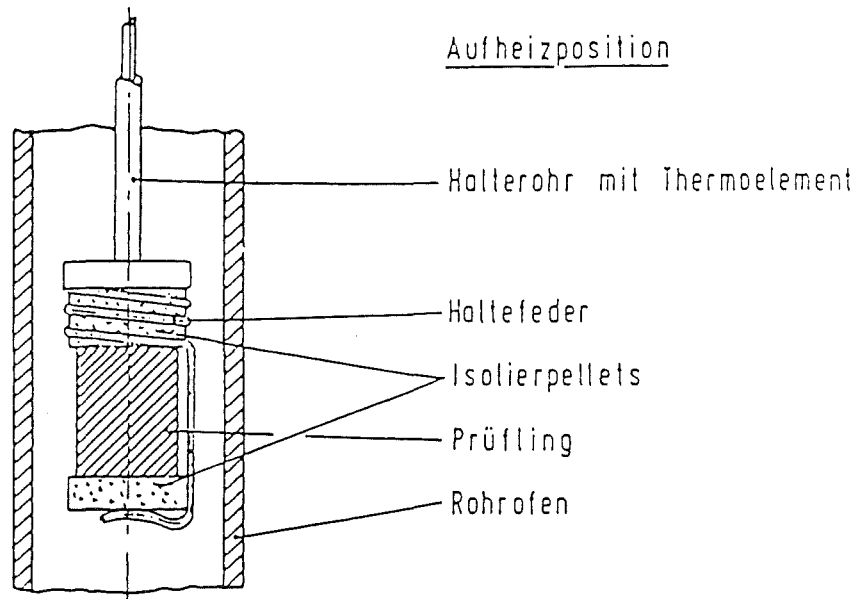 Aufheizposition
Halterohr mit Thermoelement
Haltefeder
Isolierpellets
Prüfling
Rohrofen